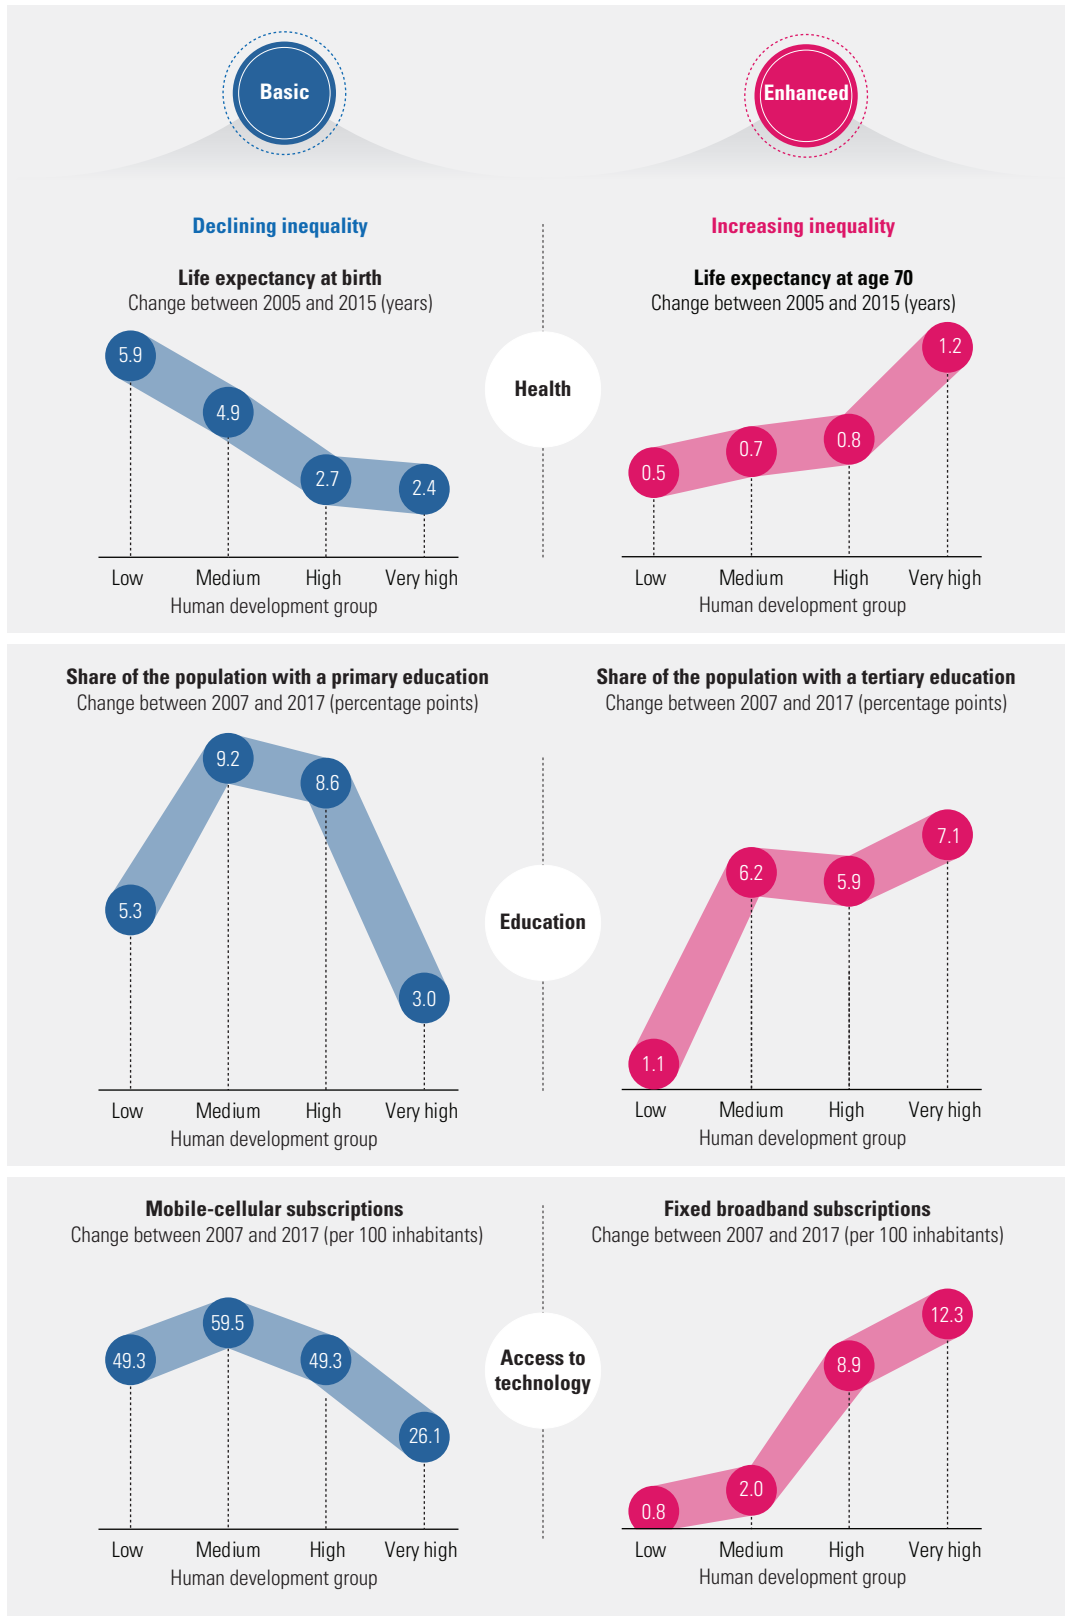 Basic
Enhanced
Declining inequality
Increasing inequality
Life expectancy at birth
Change between 2005 and 2015 (years)
5.9
4.9
2.7
2.4
Low Medium High Very high
Human development group
Health
Life expectancy at age 70
Change between 2005 and 2015 (years)
0.5
0.7
0.8
1.2
Low Medium High Very high
Human development group
Share of the population with a primary education
Change between 2007 and 2017 (percentage points)
5.3
9.2
8.6
3.0
Low Medium High Very high
Human development group
Education
Share of the population with a tertiary education
Change between 2007 and 2017 (percentage points)
1.1
6.2
5.9
7.1
Low Medium High Very high
Human development group
Mobile-cellular subscriptions
Change between 2007 and 2017 (per 100 inhabitants)
49.3
59.5
49.3
26.1
Low Medium High Very high
Human development group
Access to
technology
Fixed broadband subscriptions
Change between 2007 and 2017 (per 100 inhabitants)
0.8
2.0
8.9
12.3
Low Medium High Very high
Human development group